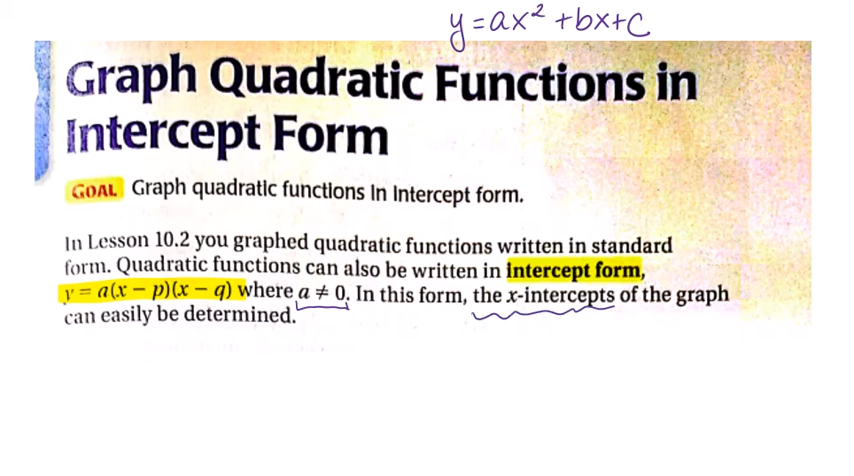 y=ax² +bx+c
Graph Quadratic Functions in
Intercept Form
GOAL Graph quadratic functions in intercept form.
In Lesson 10.2 you graphed quadratic functions written in standard
form. Quadratic functions can also be written in intercept form,
y = a(x − p)(x − q) where a ≠ 0. In this form, the x-intercepts of the graph
can easily be determined.